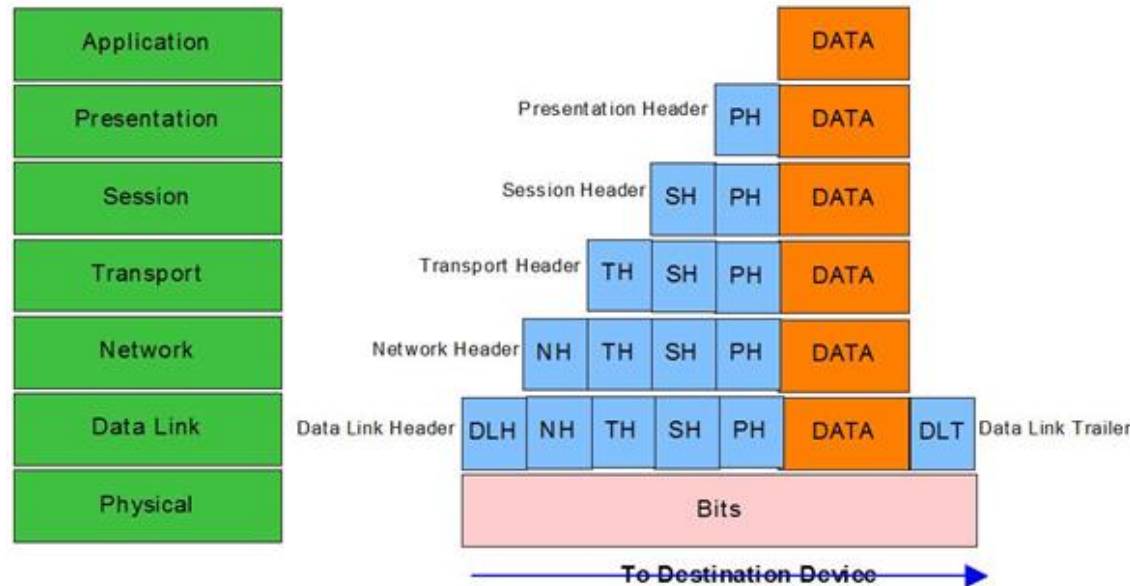 Application DATA
Presentation Presentation Header PH DATA
Session Session Header SH PH DATA
Transport Transport Header TH SH PH DATA
Network Network Header NH TH SH PH DATA
Data Link Data Link Header DLH NH TH SH PH DATA DLT Data Link Trailer
Physical Bits
To Destination Device